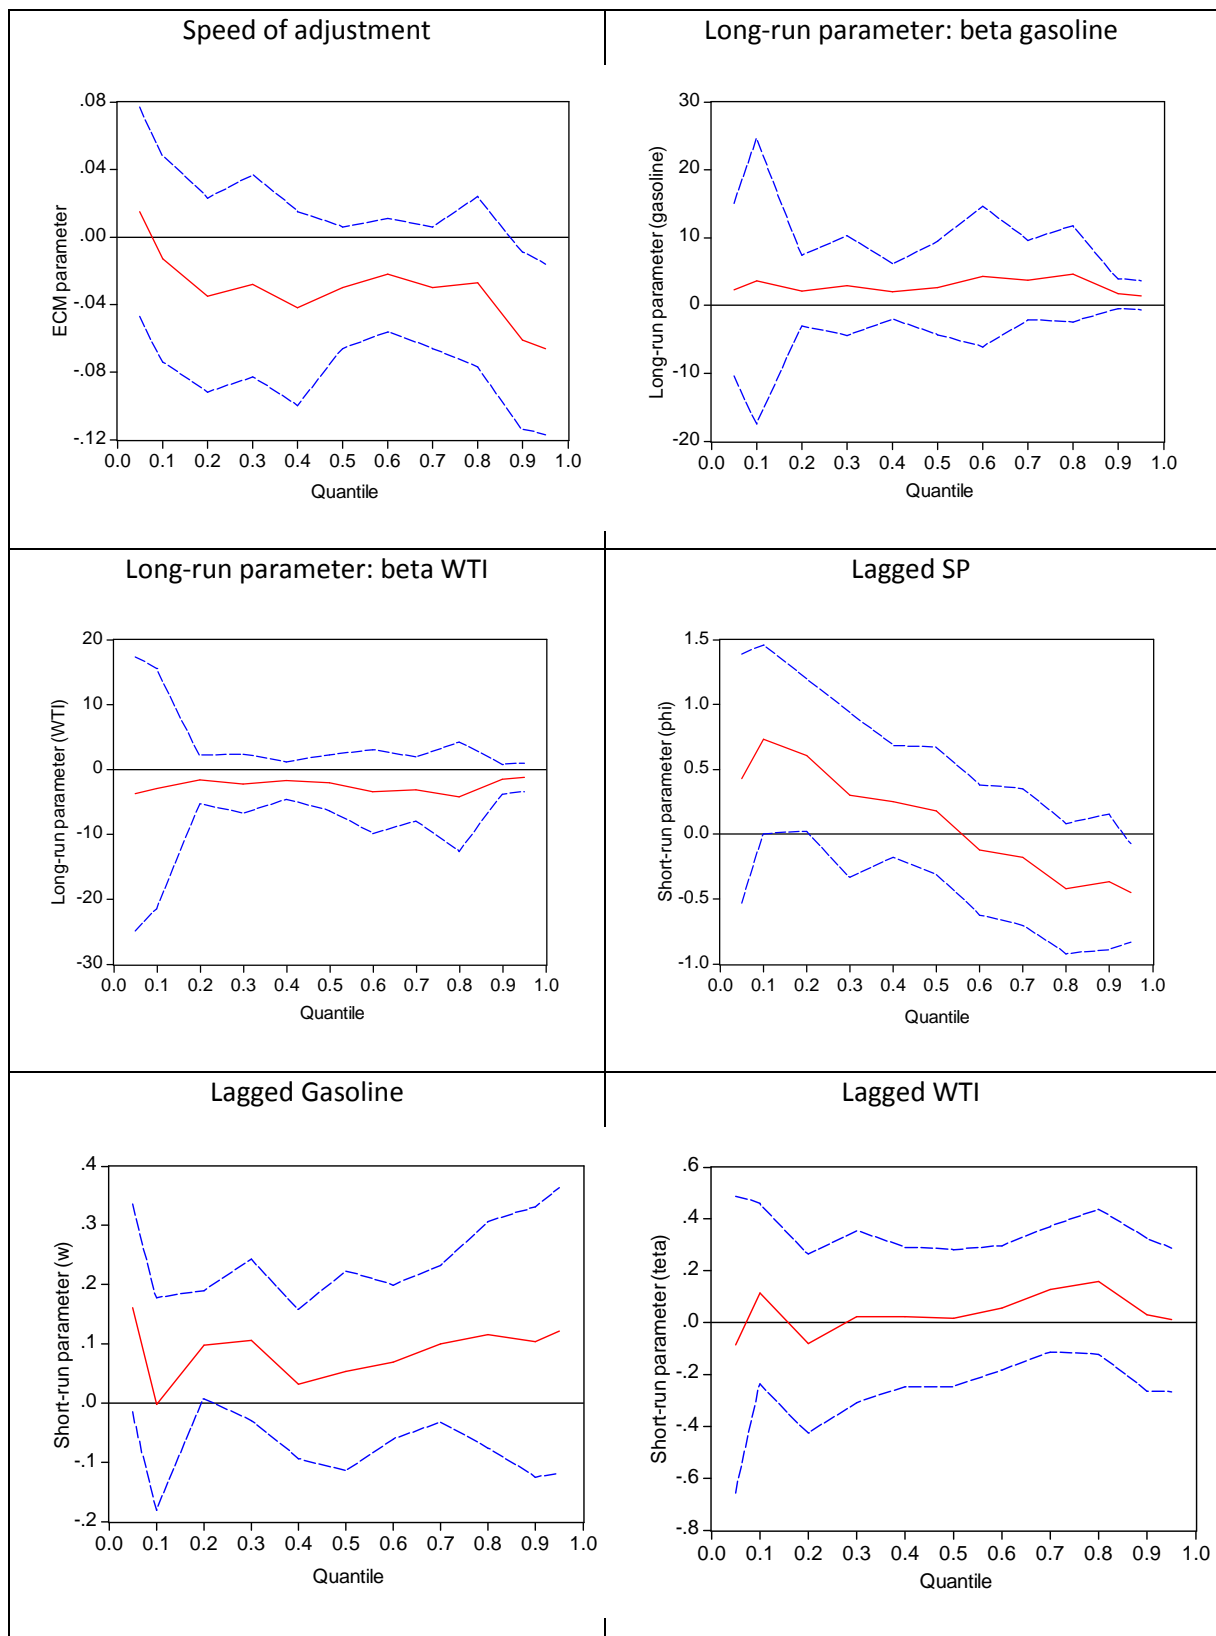 Speed of adjustment
Long-run parameter: beta gasoline
.08
.04
.00
-.04
-.08
-.12
ECM parameter
0.0 0.1 0.2 0.3 0.4 0.5 0.6 0.7 0.8 0.9 1.0
Quantile
30
20
10
0
-10
-20
Long-run parameter (gasoline)
0.0 0.1 0.2 0.3 0.4 0.5 0.6 0.7 0.8 0.9 1.0
Quantile
Long-run parameter: beta WTI
Lagged SP
20
10
0
-10
-20
-30
Long-run parameter (WTI)
0.0 0.1 0.2 0.3 0.4 0.5 0.6 0.7 0.8 0.9 1.0
Quantile
1.5
1.0
0.5
0.0
-0.5
-1.0
Short-run parameter (phi)
0.0 0.1 0.2 0.3 0.4 0.5 0.6 0.7 0.8 0.9 1.0
Quantile
Lagged Gasoline
Lagged WTI
.4
.3
.2
.1
.0
-.1
-.2
Short-run parameter (w)
0.0 0.1 0.2 0.3 0.4 0.5 0.6 0.7 0.8 0.9 1.0
Quantile
.6
.4
.2
.0
-.2
-.4
-.6
-.8
Short-run parameter (teta)
0.0 0.1 0.2 0.3 0.4 0.5 0.6 0.7 0.8 0.9 1.0
Quantile